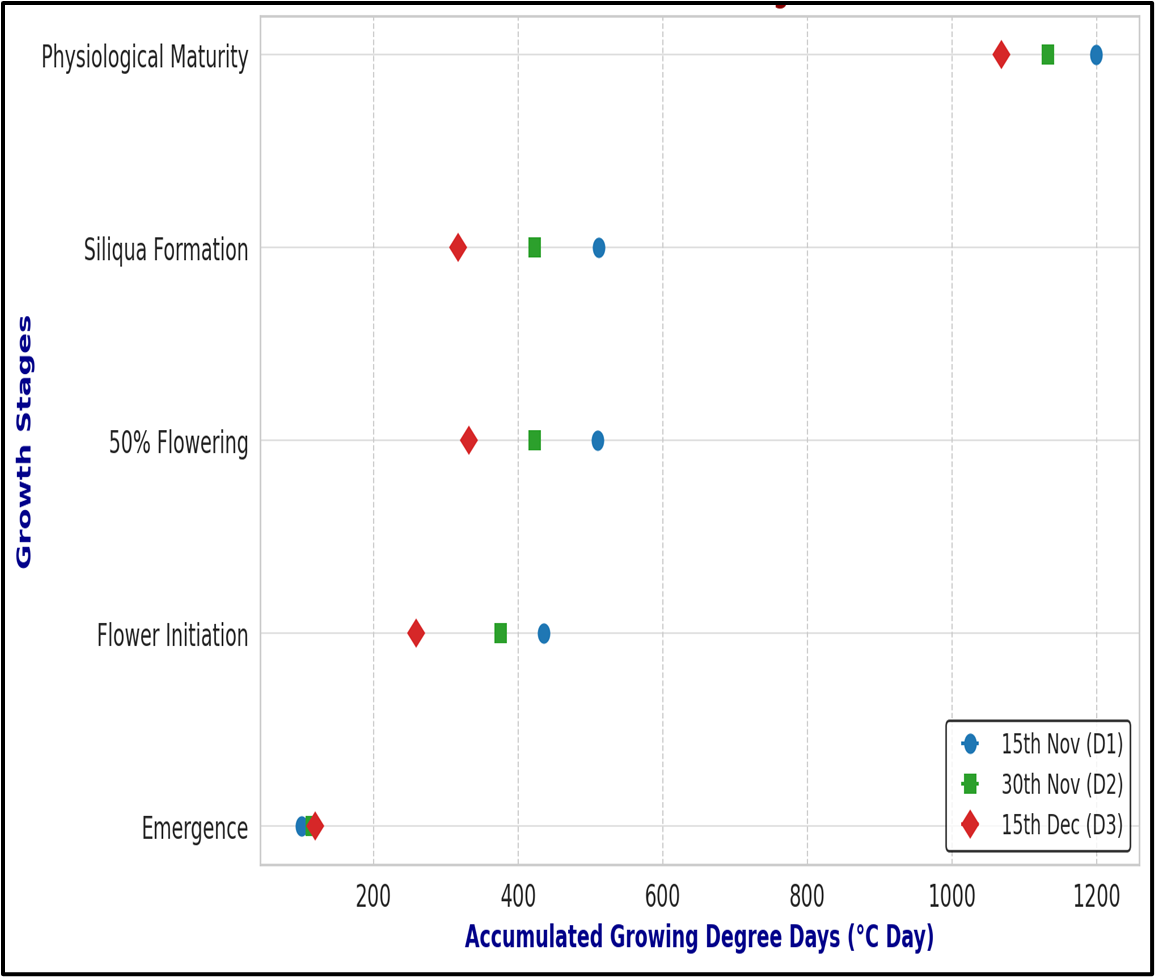 Physiological Maturity
Siliqua Formation
50% Flowering
Flower Initiation
Emergence
Growth Stages
15th Nov (D1)
30th Nov (D2)
15th Dec (D3)
200 400 600 800 1000 1200
Accumulated Growing Degree Days (°C Day)